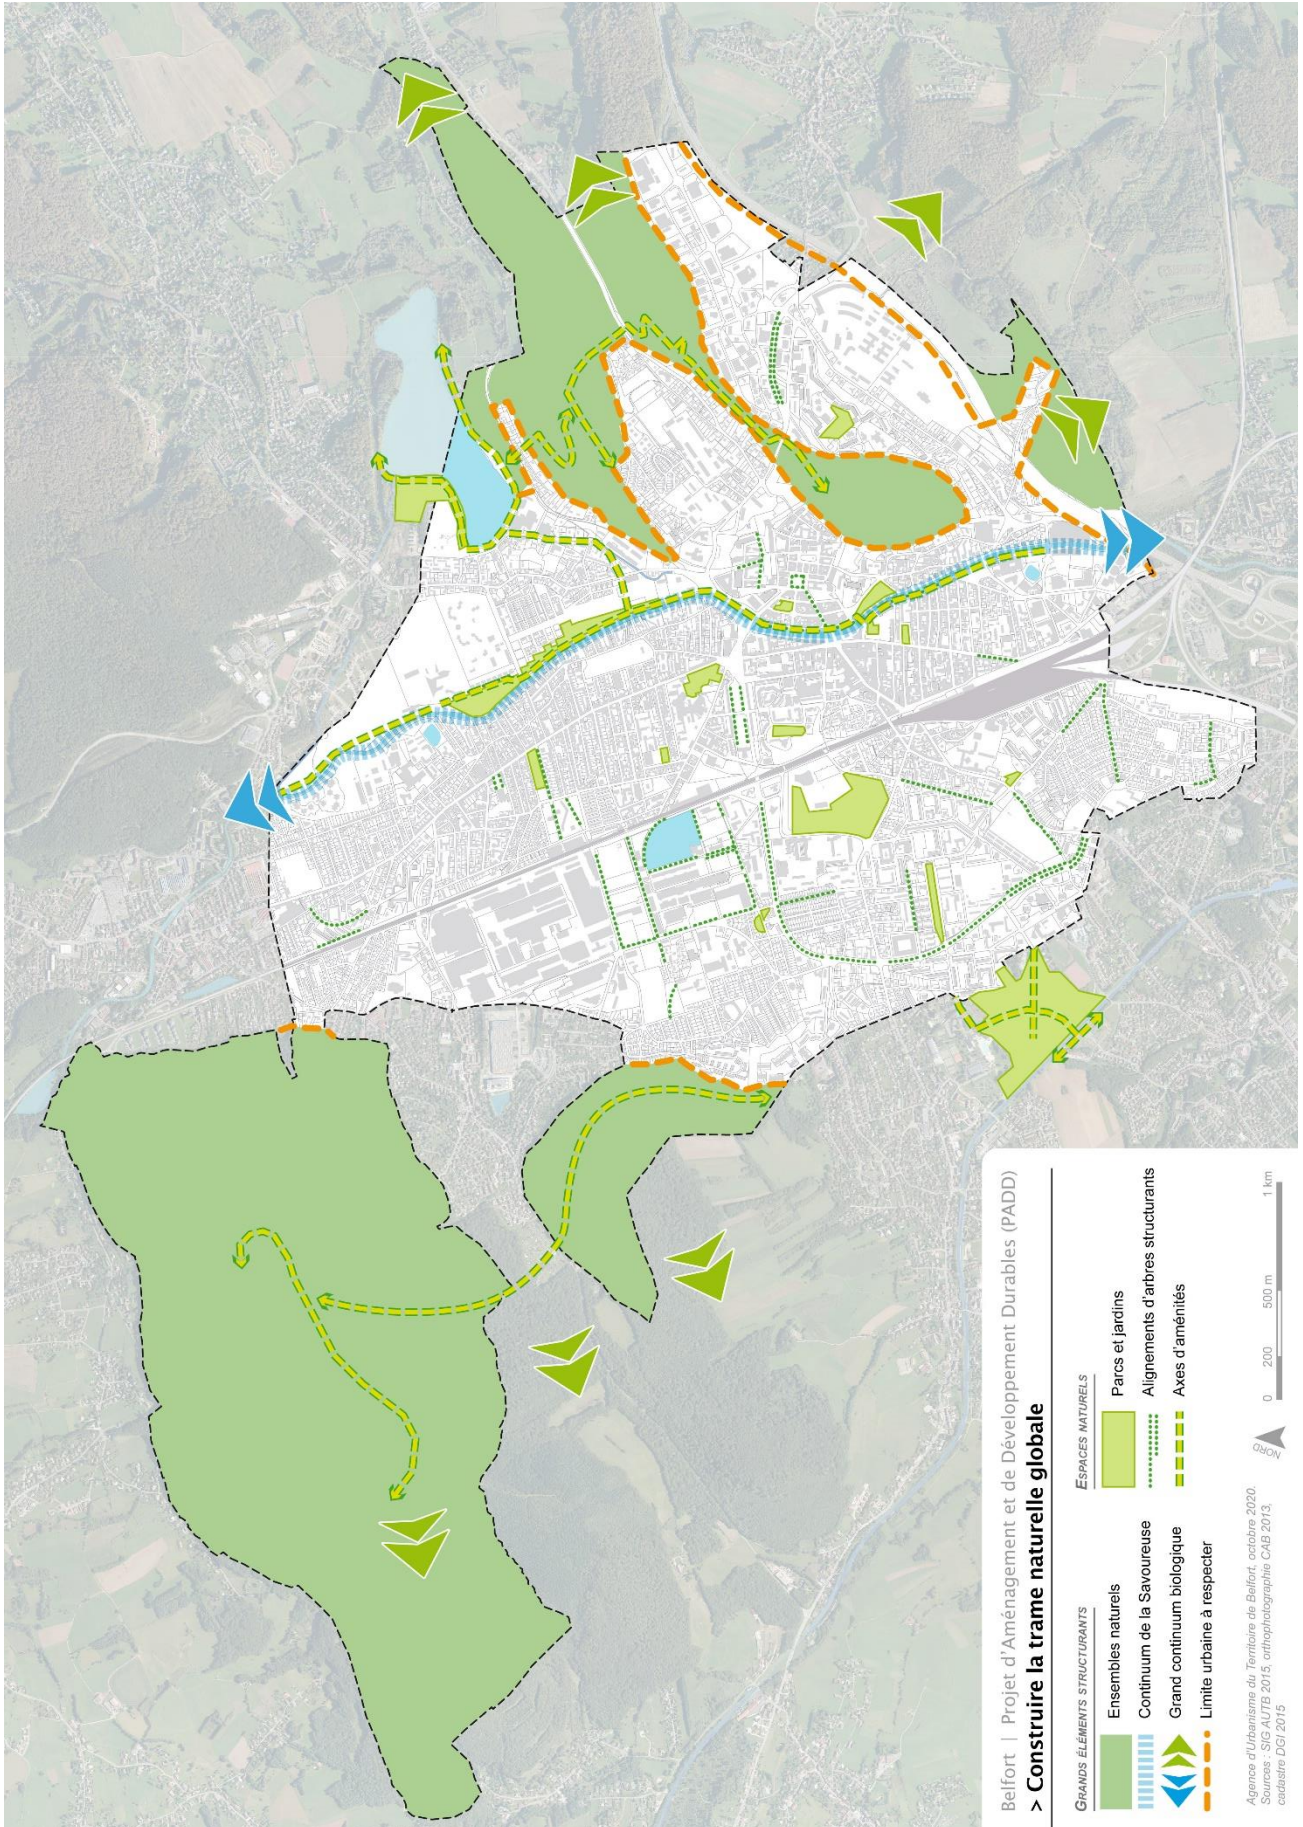 Belfort | Projet d'Aménagement et de Développement Durables (PADD)
> Construire la trame naturelle globale
GRANDS ÉLÉMENTS STRUCTURANTS
Ensembles naturels
Continuum de la Savoureuse
Grand continuum biologique
Limite urbaine à respecter
ESPACES NATURELS
Parcs et jardins
Alignements d'arbres structurants
Axes d'aménités
Agence d'Urbanisme du Territoire de Belfort, octobre 2020.
Sources : SIG AUTB 2015, orthophotographie CAB 2013,
cadastre DGI 2015
NORD
0 200 500 m 1 km